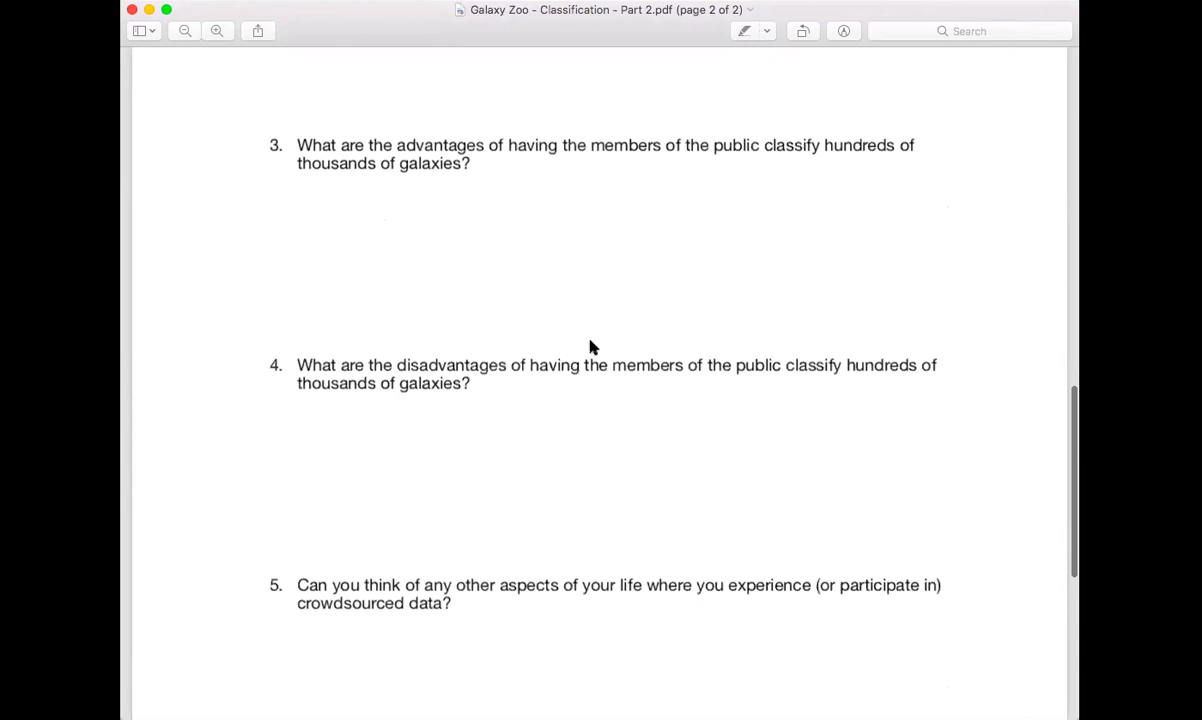 Galaxy Zoo - Classification - Part 2.pdf (page 2 of 2)
Search
3. What are the advantages of having the members of the public classify hundreds of
thousands of galaxies?
4. What are the disadvantages of having the members of the public classify hundreds of
thousands of galaxies?
5. Can you think of any other aspects of your life where you experience (or participate in)
crowdsourced data?